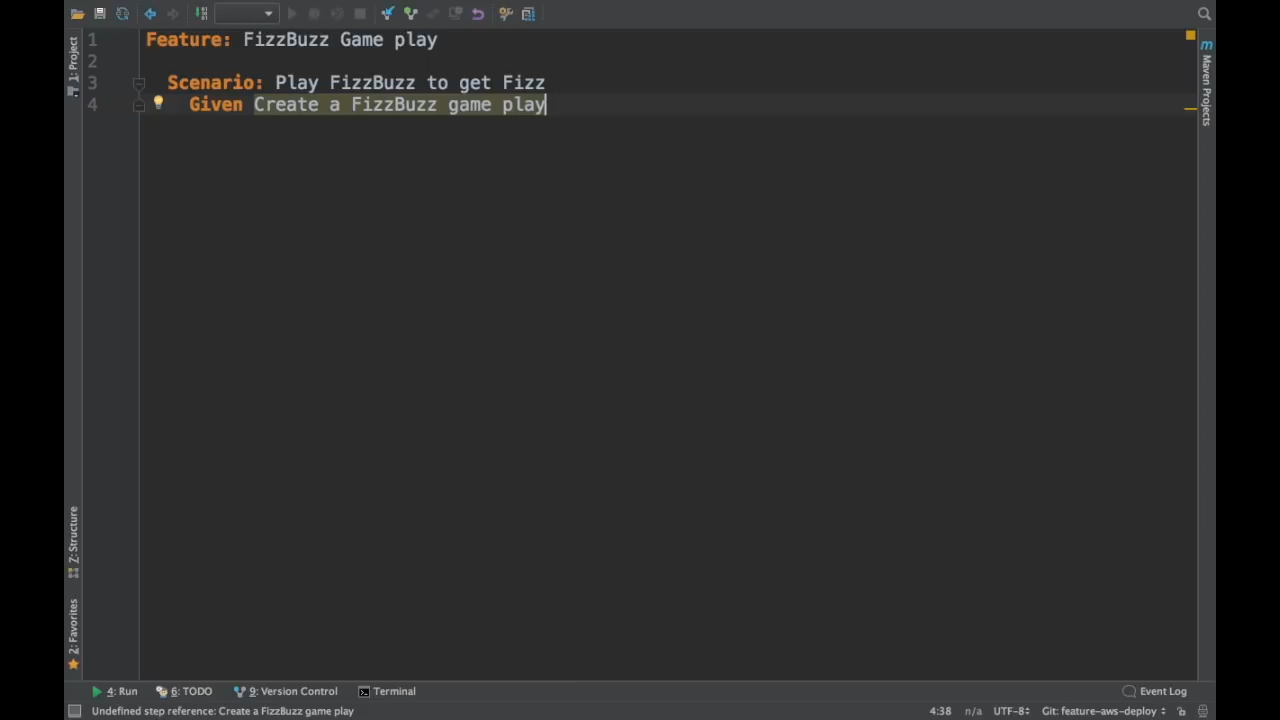 1 Feature: FizzBuzz Game play
2
3 Scenario: Play FizzBuzz to get Fizz
4 Given Create a FizzBuzz game play
1: Project
Z: Structure
2: Favorites
m Maven Projects
4: Run 6: TODO 9: Version Control Terminal Event Log
Undefined step reference: Create a FizzBuzz game play 4:38 n/a UTF-8 Git: feature-aws-deploy